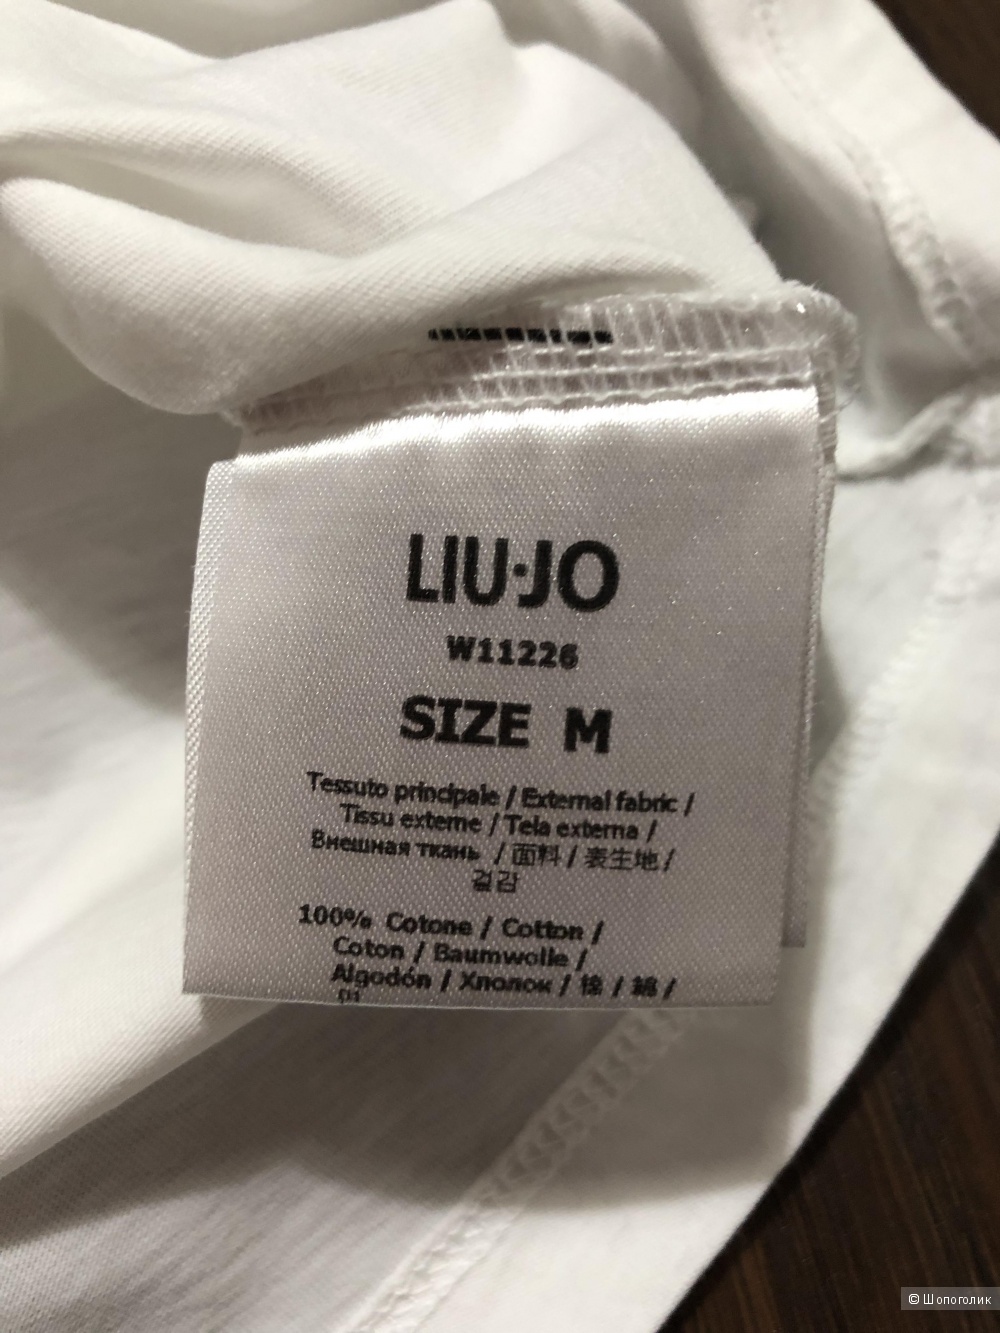 LIU·JO
W11226
SIZE M
Tessuto principale / External fabric /
Tissu externe / Tela externa /
Внешная ткань / 面料 / 表生地 /
겉감
100% Cotone / Cotton /
Coton / Baumwolle /
Algodón / Хлопок / 棉 / 綿 /
© Шопоголик